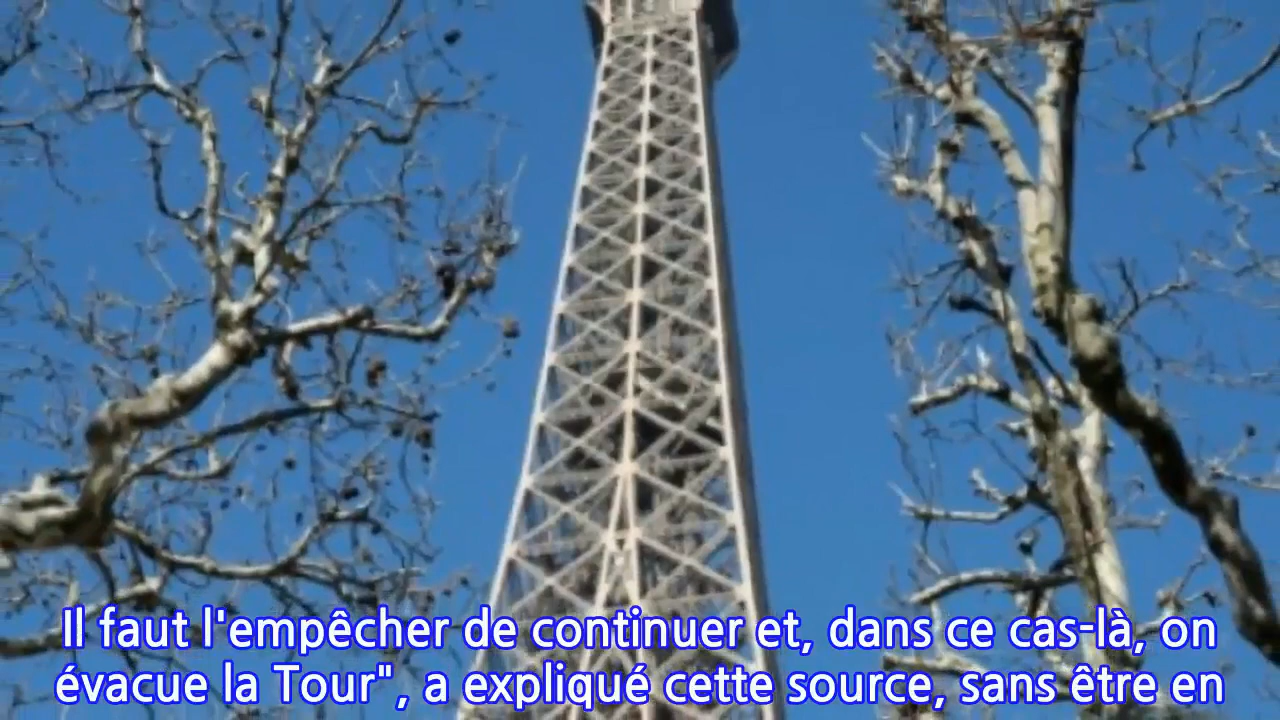 Il faut l'empêcher de continuer et, dans ce cas-là, on
évacue la Tour", a expliqué cette source, sans être en